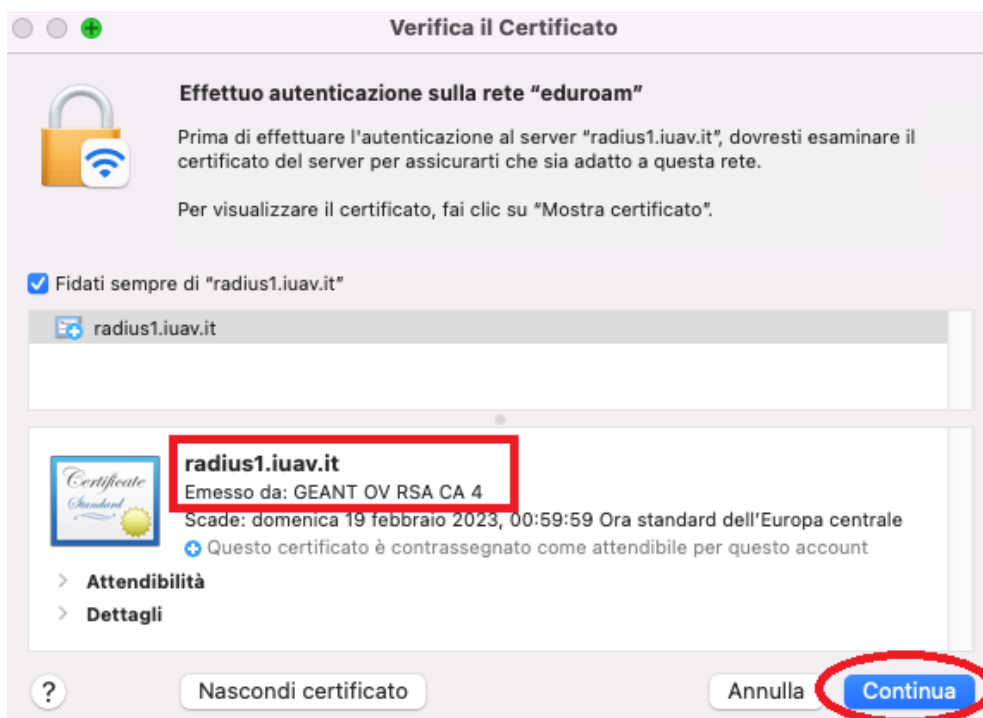 Verifica il Certificato
Effettuo autenticazione sulla rete “eduroam”
Prima di effettuare l'autenticazione al server “radius1.iuav.it”, dovresti esaminare il
certificato del server per assicurarti che sia adatto a questa rete.
Per visualizzare il certificato, fai clic su “Mostra certificato”.
Fidati sempre di “radius1.iuav.it”
radius1.iuav.it
Certificate
Standard
radius1.iuav.it
Emesso da: GEANT OV RSA CA 4
Scade: domenica 19 febbraio 2023, 00:59:59 Ora standard dell'Europa centrale
Questo certificato è contrassegnato come attendibile per questo account
Attendibilità
Dettagli
? Nascondi certificato Annulla Continua